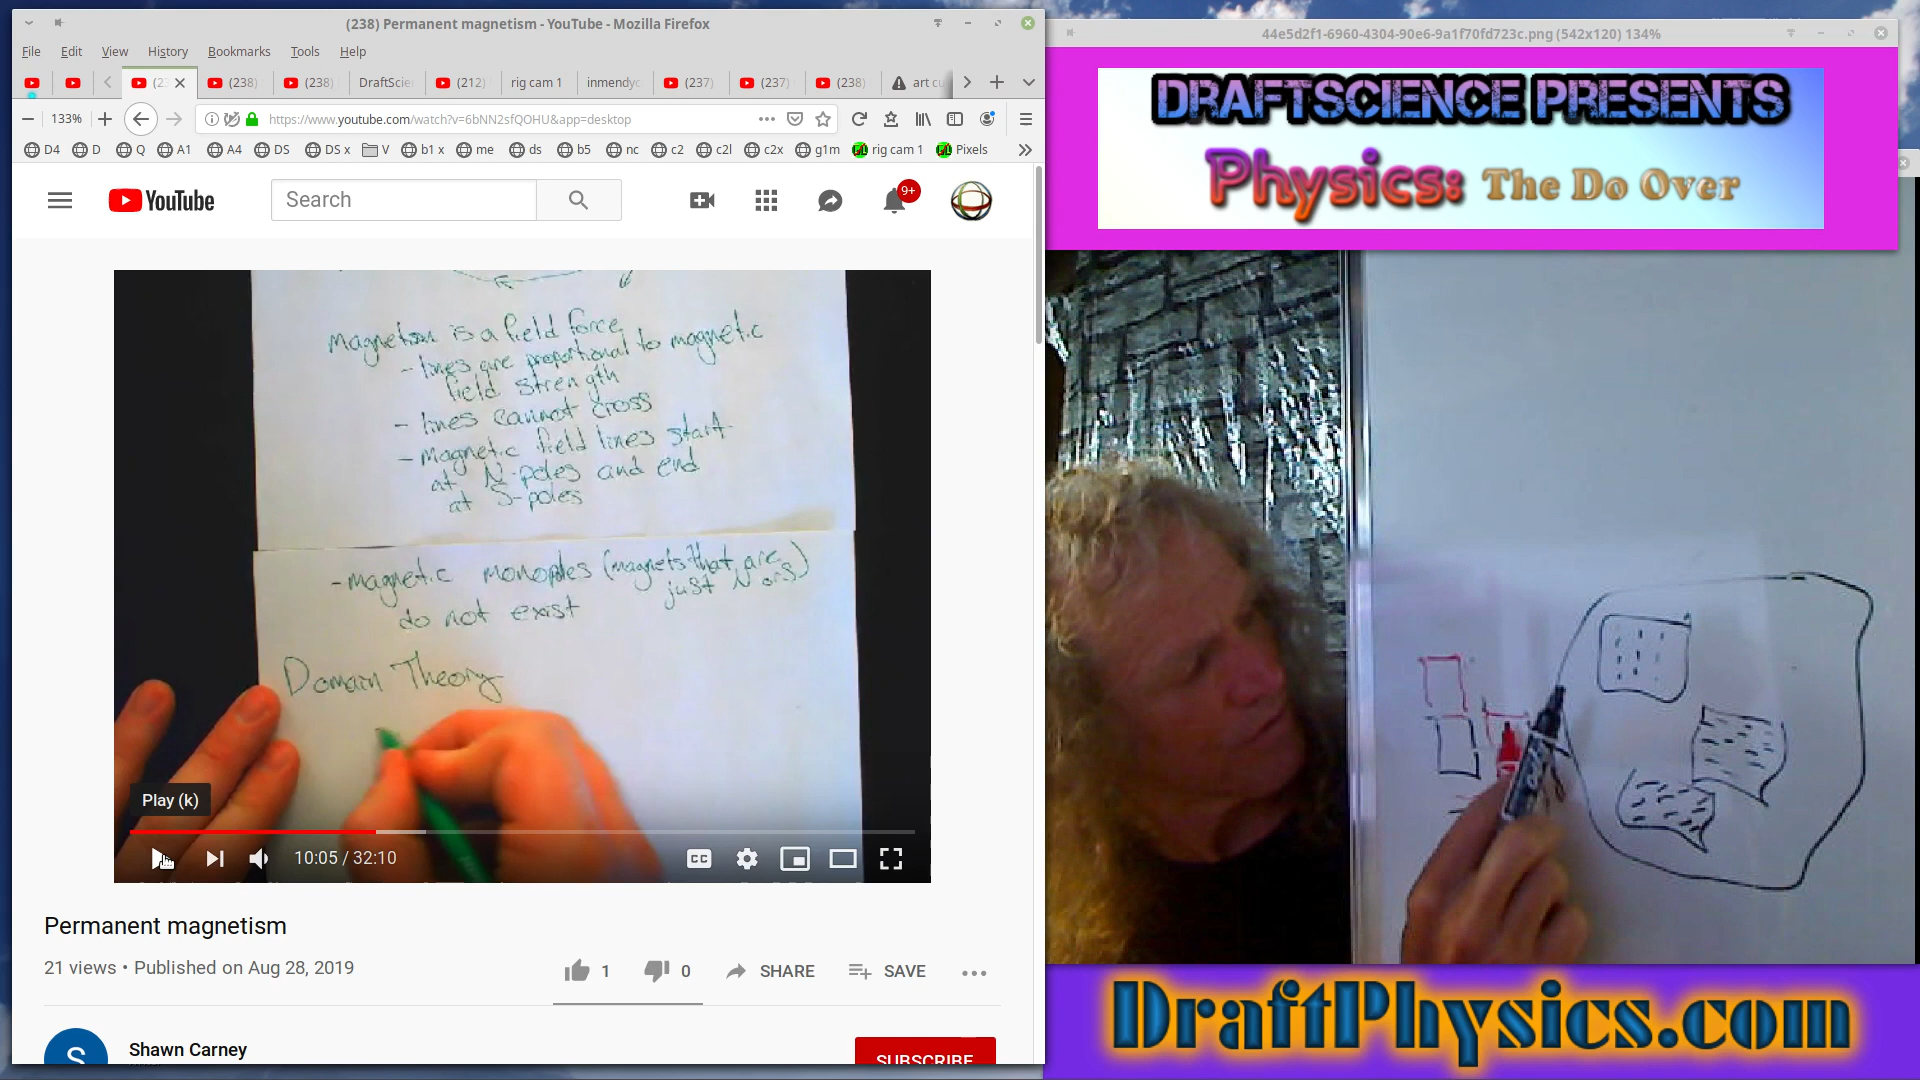 (238) Permanent magnetism - YouTube - Mozilla Firefox
File Edit View History Bookmarks Tools Help
(238) (238) DraftScien (212) rig cam 1 inmendyc (237) (237) (238) art cu
133% https://www.youtube.com/watch?v=6bNN2sfQOHU&app=desktop
D4 D Q A1 A4 DS DS x V b1 x me ds b5 nc c2 c2l c2x g1m rig cam 1 Pixels
YouTube Search 9+
Magnetism is a field force
- lines are proportional to magnetic
field strength
- lines cannot cross
- Magnetic field lines start
at N-poles and end
at S-poles
- magnetic monopoles (magnets that are
just N or S)
do not exist
Domain Theory
Play (k)
10:05 / 32:10
CC
Permanent magnetism
21 views • Published on Aug 28, 2019
1 0 SHARE SAVE
S
Shawn Carney
SUBSCRIBE
44e5d2f1-6960-4304-90e6-9a1f70fd723c.png (542x120) 134%
DRAFTSCIENCE PRESENTS
Physics: The Do Over
DraftPhysics.com